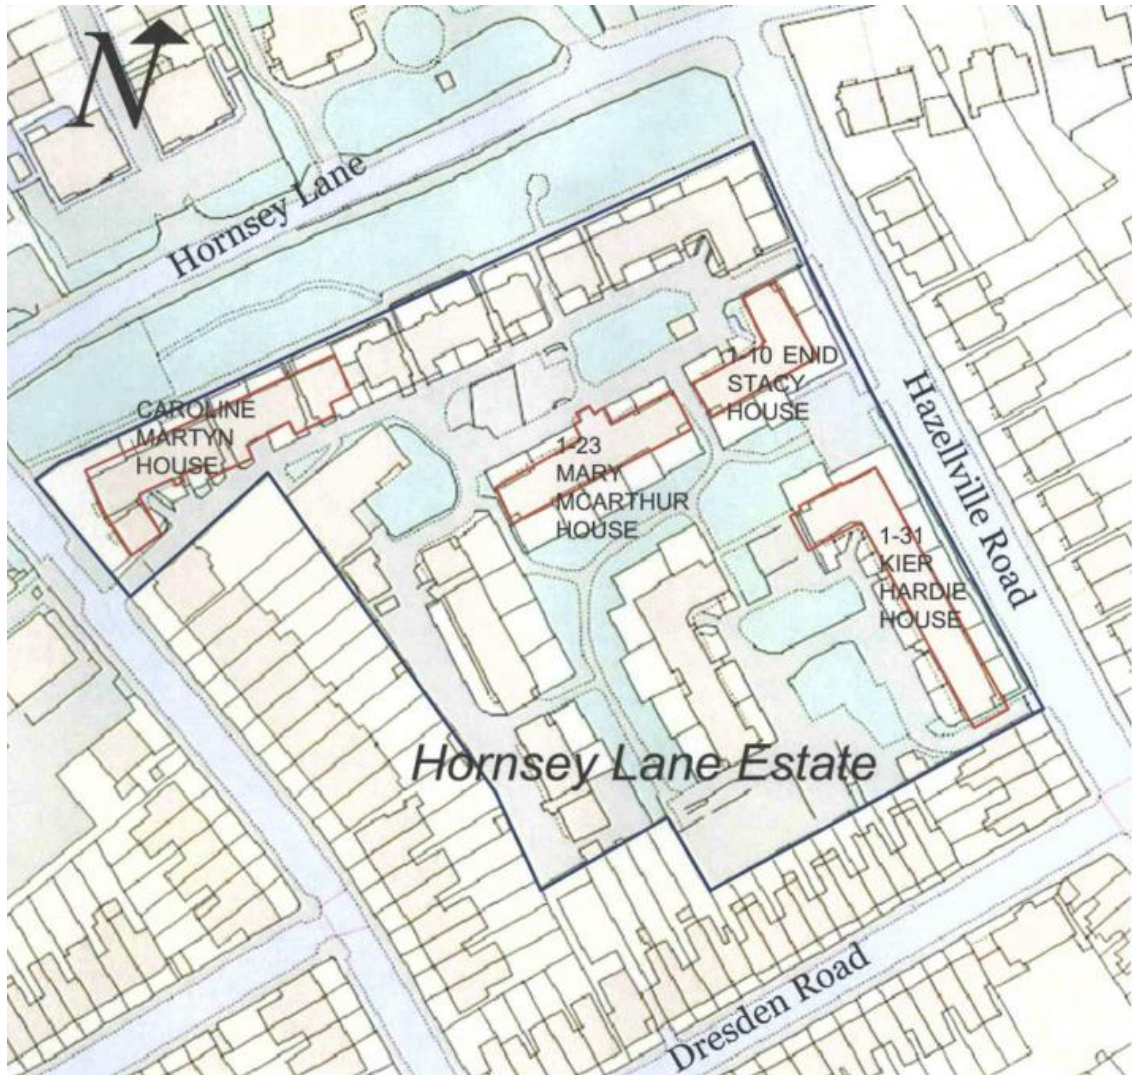 N
Hornsey Lane
CAROLINE
MARTYN
HOUSE
1-10 ENID
STACY
HOUSE
1-23
MARY
MCARTHUR
HOUSE
Hazellville Road
1-31
KIER
HARDIE
HOUSE
Hornsey Lane Estate
Dresden Road